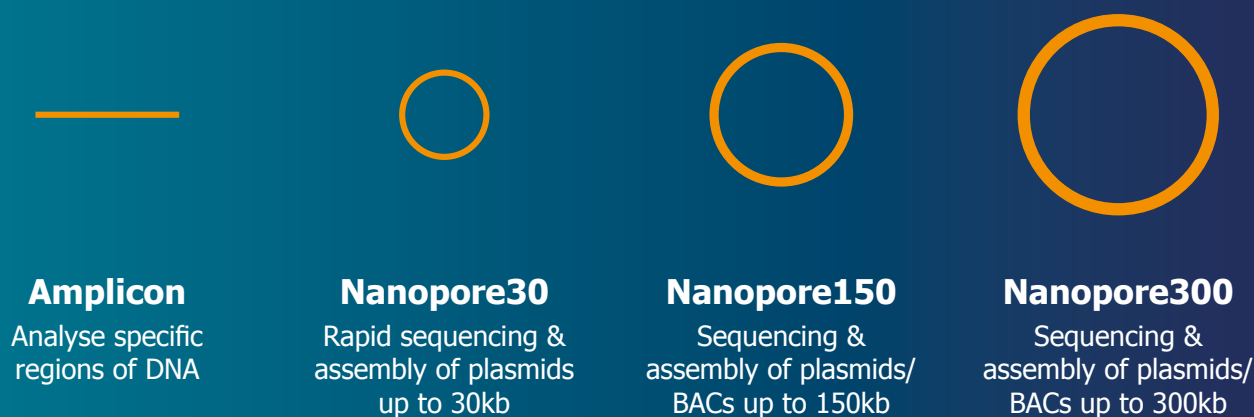 Amplicon
Analyse specific
regions of DNA
Nanopore30
Rapid sequencing &
assembly of plasmids
up to 30kb
Nanopore150
Sequencing &
assembly of plasmids/
BACs up to 150kb
Nanopore300
Sequencing &
assembly of plasmids/
BACs up to 300kb